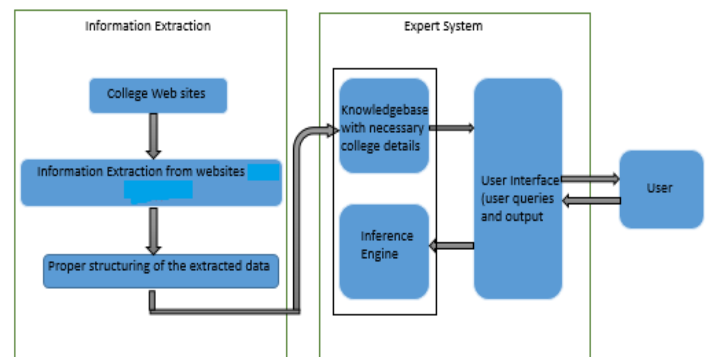 Information Extraction
College Web sites
Information Extraction from websites
Proper structuring of the extracted data
Expert System
Knowledgebase
with necessary
college details
Inference
Engine
User Interface
(user queries
and output
User